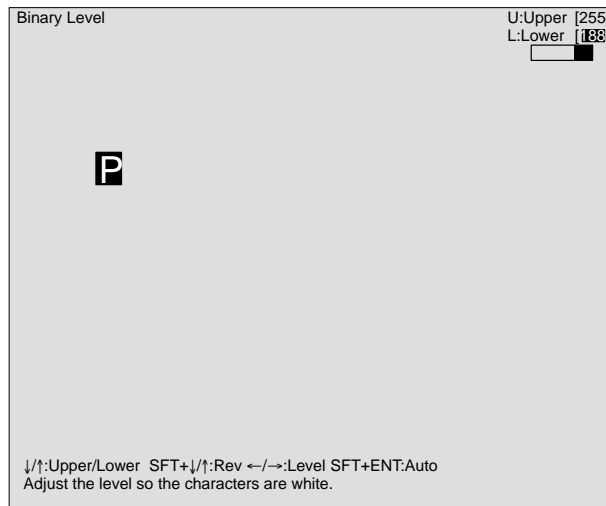 Binary Level
U:Upper [255
L:Lower [188
P
↓/↑:Upper/Lower SFT+↓/↑:Rev ←/→:Level SFT+ENT:Auto
Adjust the level so the characters are white.